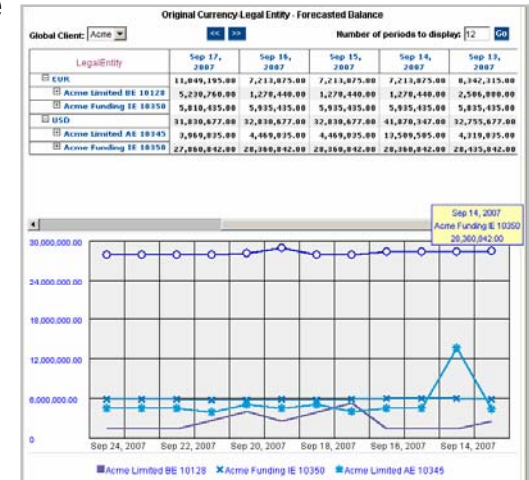 e
Original Currency-Legal Entity - Forecasted Balance
Global Client: Acme << >> Number of periods to display: 12 Go
LegalEntity Sep 17, 2007 Sep 16, 2007 Sep 15, 2007 Sep 14, 2007 Sep 13, 2007
EUR 11,049,195.00 7,213,875.00 7,213,875.00 7,213,875.00 8,342,315.00
Acme Limited BE 10128 5,238,760.00 1,278,440.00 1,278,440.00 1,278,440.00 2,506,880.00
Acme Funding IE 10350 5,810,435.00 5,935,435.00 5,935,435.00 5,935,435.00 5,835,435.00
USD 31,830,677.00 32,830,677.00 32,830,677.00 41,870,347.00 32,755,677.00
Acme Limited AE 10345 3,969,835.00 4,469,835.00 4,469,835.00 13,509,505.00 4,319,835.00
Acme Funding IE 10350 27,860,842.00 28,360,842.00 28,360,842.00 28,360,842.00 28,435,842.00
Sep 14, 2007
Acme Funding IE 10350
28,360,842.00
30,000,000.00
24,000,000.00
18,000,000.00
12,000,000.00
6,000,000.00
0
Sep 24, 2007 Sep 22, 2007 Sep 20, 2007 Sep 18, 2007 Sep 16, 2007 Sep 14, 2007
Acme Limited BE 10128 Acme Funding IE 10350 Acme Limited AE 10345